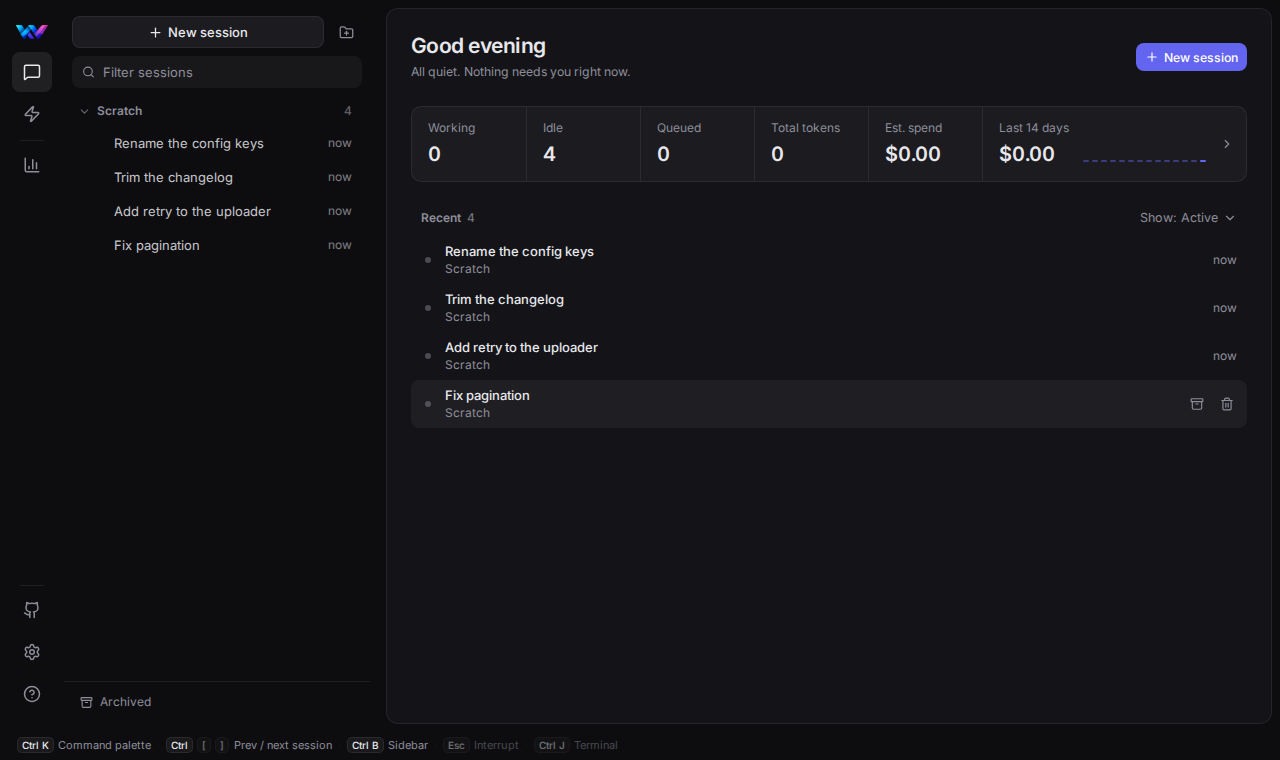 New session
Filter sessions
Scratch 4
Rename the config keys now
Trim the changelog now
Add retry to the uploader now
Fix pagination now
Archived
Good evening
All quiet. Nothing needs you right now.
New session
Working Idle Queued Total tokens Est. spend Last 14 days
0 4 0 0 $0.00 $0.00
Recent 4 Show: Active
Rename the config keys
Scratch
now
Trim the changelog
Scratch
now
Add retry to the uploader
Scratch
now
Fix pagination
Scratch
Ctrl K Command palette Ctrl [ ] Prev / next session Ctrl B Sidebar Esc Interrupt Ctrl J Terminal